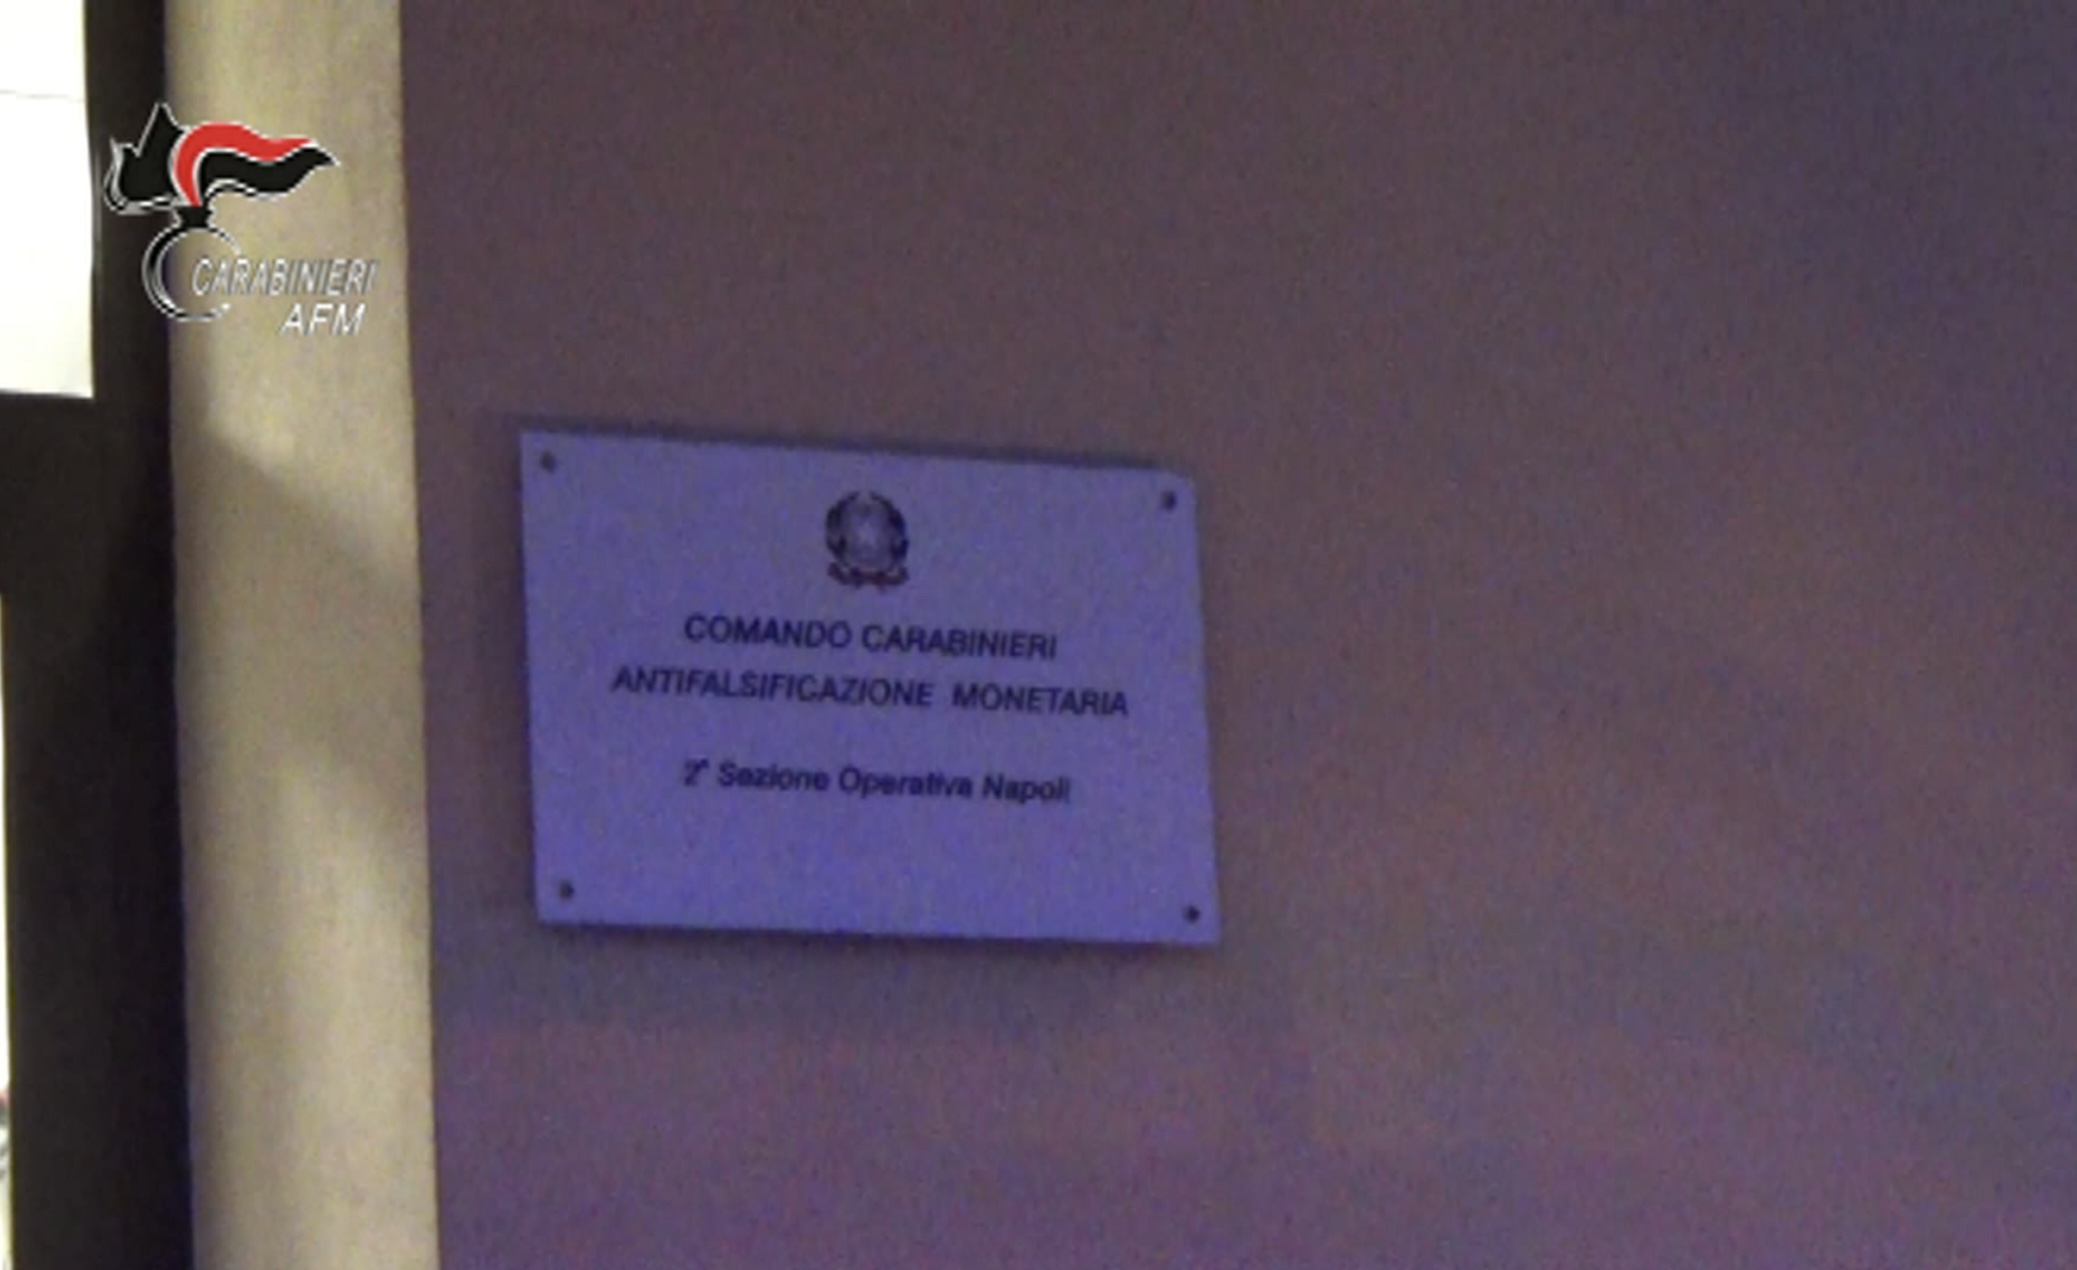 CARABINIERI
AFM
COMANDO CARABINIERI
ANTIFALSIFICAZIONE MONETARIA
2ª Sezione Operativa Napoli